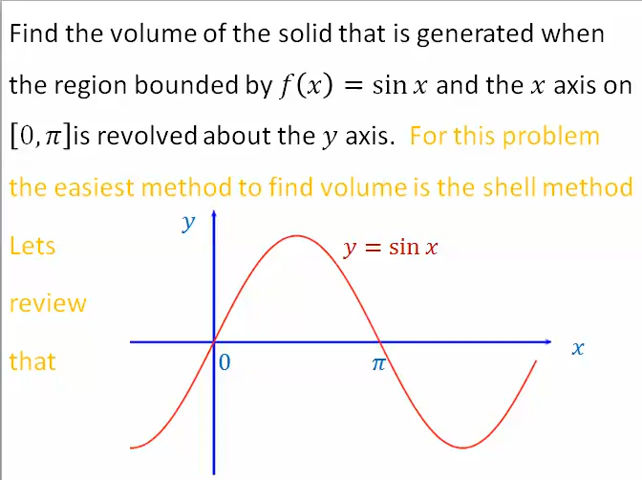 Find the volume of the solid that is generated when
the region bounded by f(x) = sin x and the x axis on
[0, π]is revolved about the y axis. For this problem
the easiest method to find volume is the shell method
y
Lets
y = sin x
review
that
0
π
x